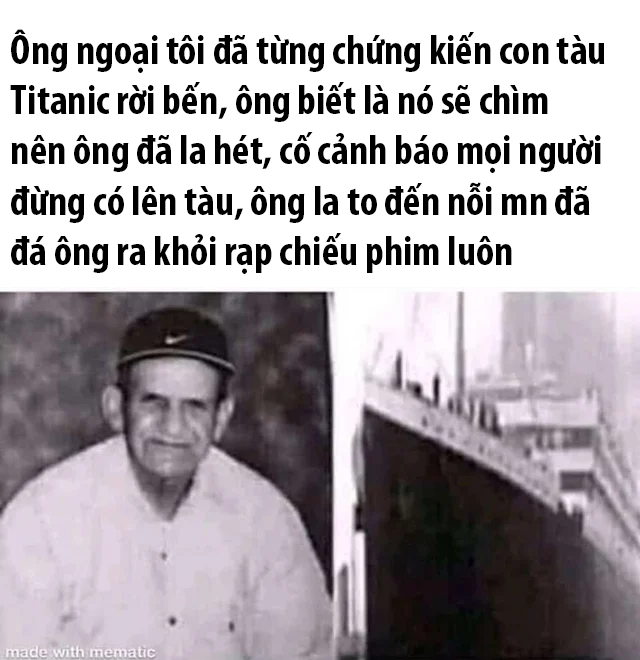 Ông ngoại tôi đã từng chứng kiến con tàu
Titanic rời bến, ông biết là nó sẽ chìm
nên ông đã la hét, cố cảnh báo mọi người
đừng có lên tàu, ông la to đến nỗi mn đã
đá ông ra khỏi rạp chiếu phim luôn
made with mematic